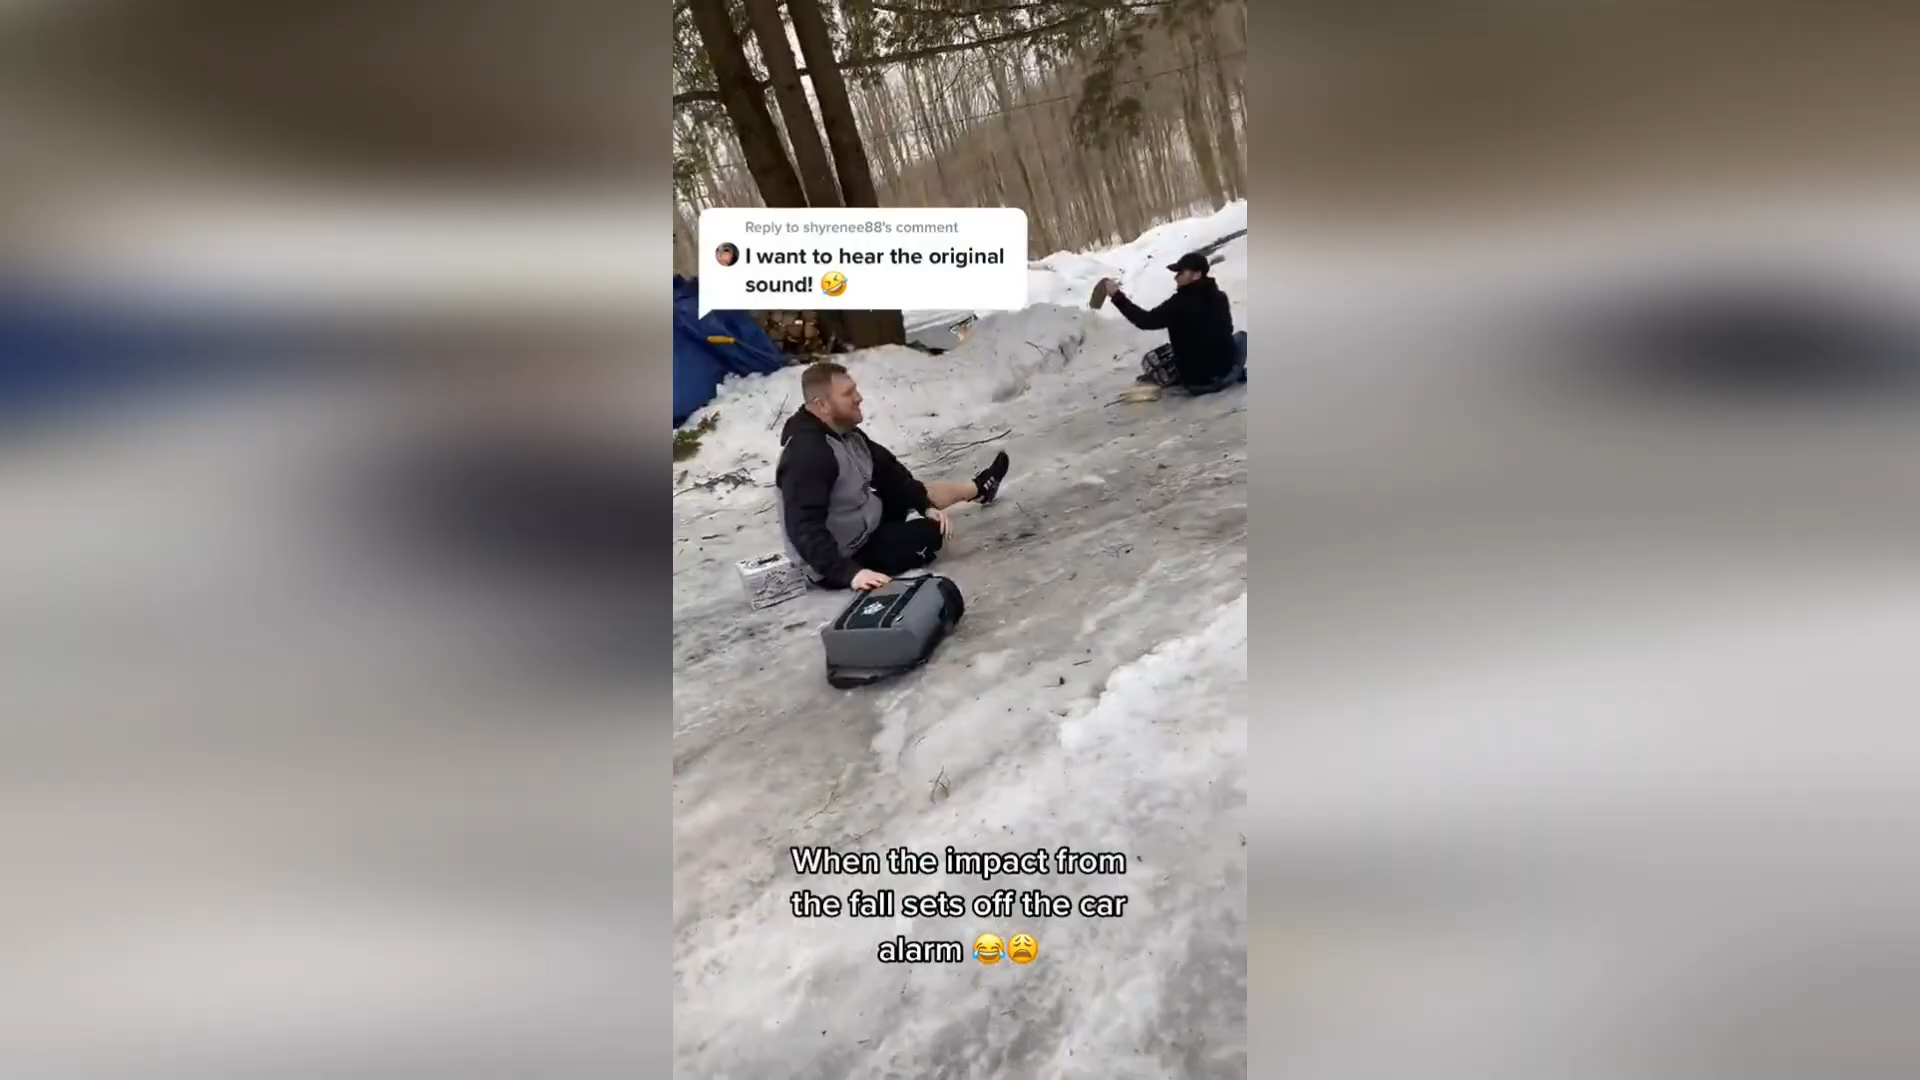 Reply to shyrenee88's comment
I want to hear the original
sound! 🤣
When the impact from
the fall sets off the car
alarm 😂😩